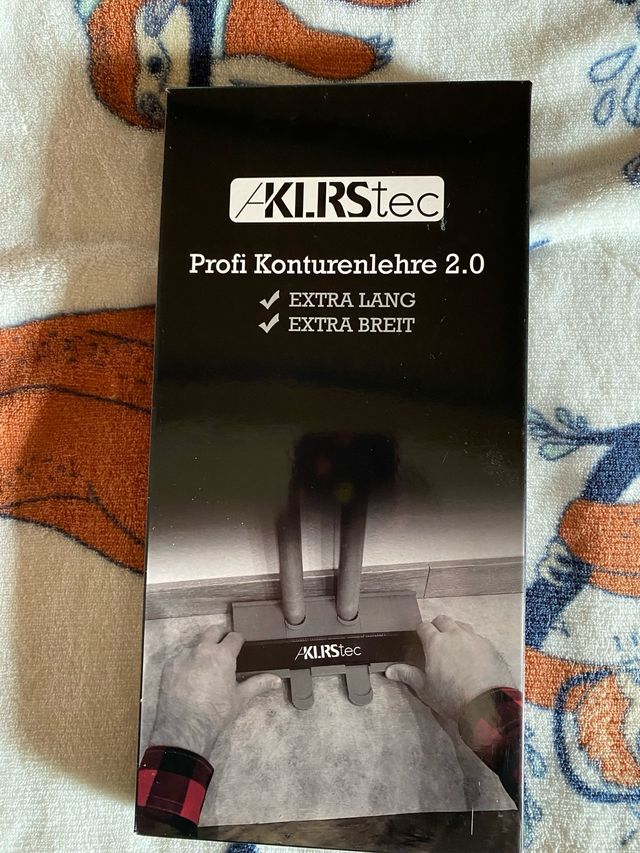 AKLRStec
Profi Konturenlehre 2.0
EXTRA LANG
EXTRA BREIT
AKLRStec